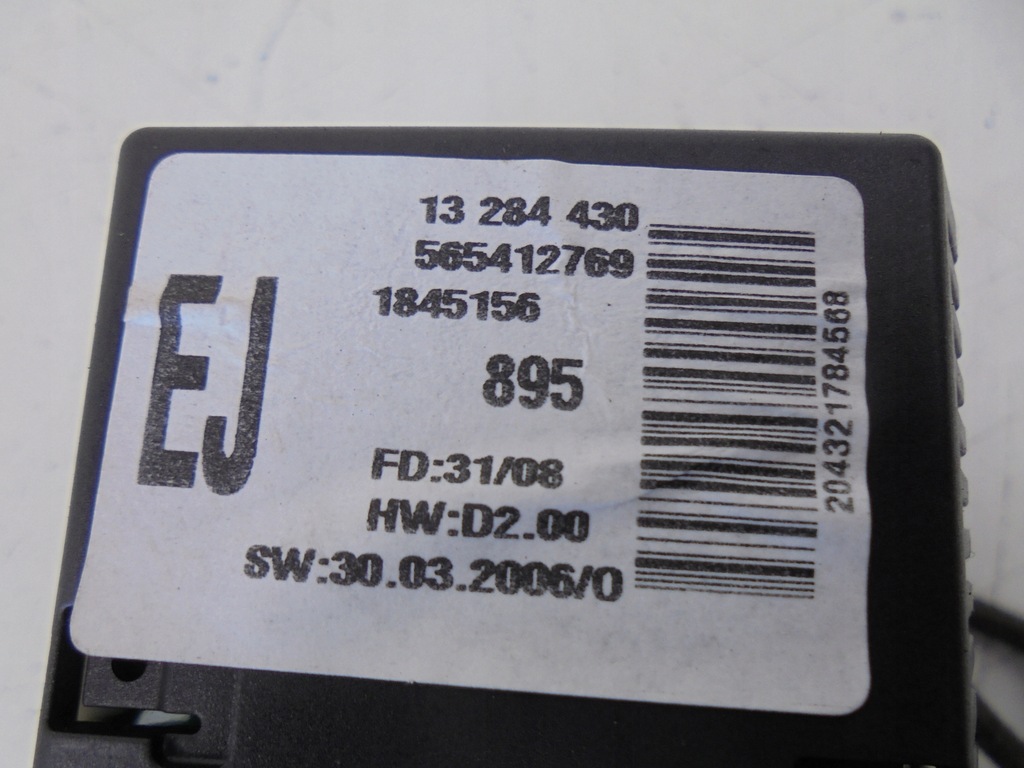 13 284 430
565412769
1845156
EJ
895
FD:31/08
HW:D2.00
SW:30.03.2006/0
204321784568